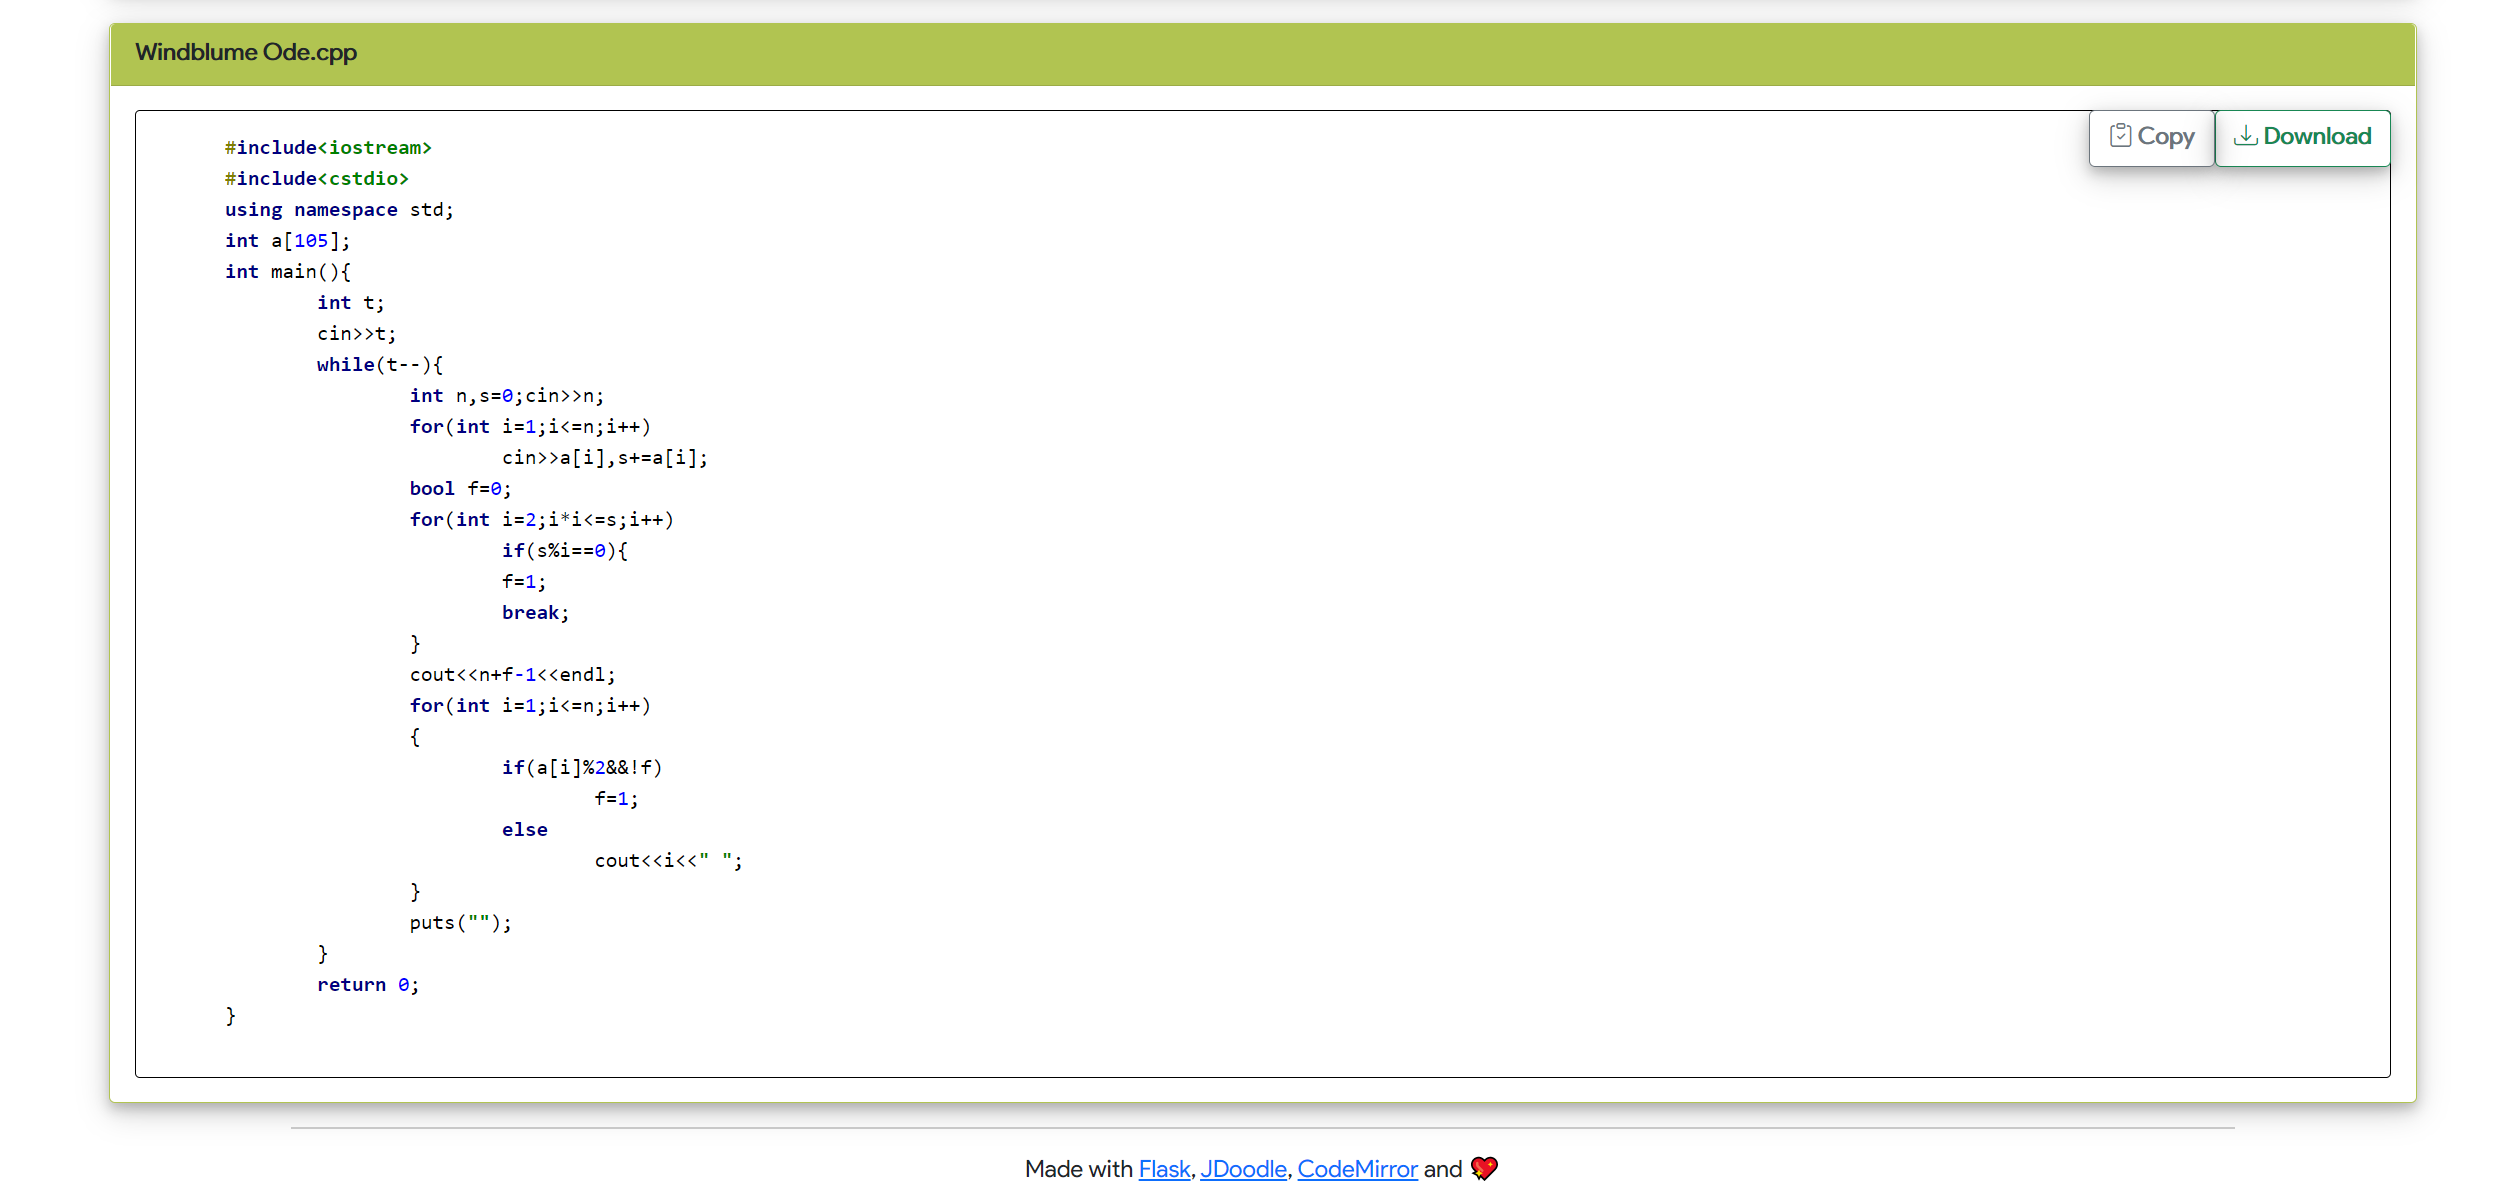 Windblume Ode.cpp
Copy
Download
#include<iostream>
#include<cstdio>
using namespace std;
int a[105];
int main(){
int t;
cin>>t;
while(t--){
int n,s=0;cin>>n;
for(int i=1;i<=n;i++)
cin>>a[i],s+=a[i];
bool f=0;
for(int i=2;i*i<=s;i++)
if(s%i==0){
f=1;
break;
}
cout<<n+f-1<<endl;
for(int i=1;i<=n;i++)
{
if(a[i]%2&&!f)
f=1;
else
cout<<i<<" ";
}
puts("");
}
return 0;
}
Made with Flask, JDoodle, CodeMirror and 💖